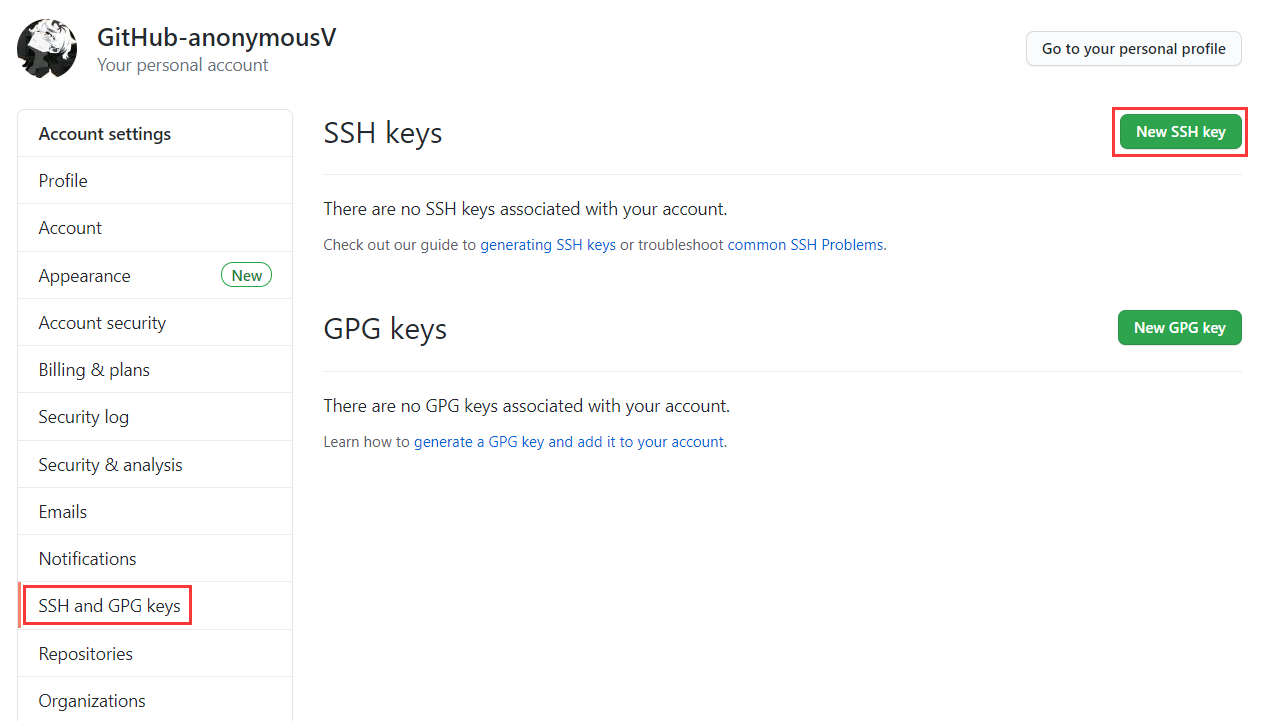 GitHub-anonymousV
Your personal account
Go to your personal profile
Account settings
Profile
Account
Appearance New
Account security
Billing & plans
Security log
Security & analysis
Emails
Notifications
SSH and GPG keys
Repositories
Organizations
SSH keys
New SSH key
There are no SSH keys associated with your account.
Check out our guide to generating SSH keys or troubleshoot common SSH Problems.
GPG keys
New GPG key
There are no GPG keys associated with your account.
Learn how to generate a GPG key and add it to your account.